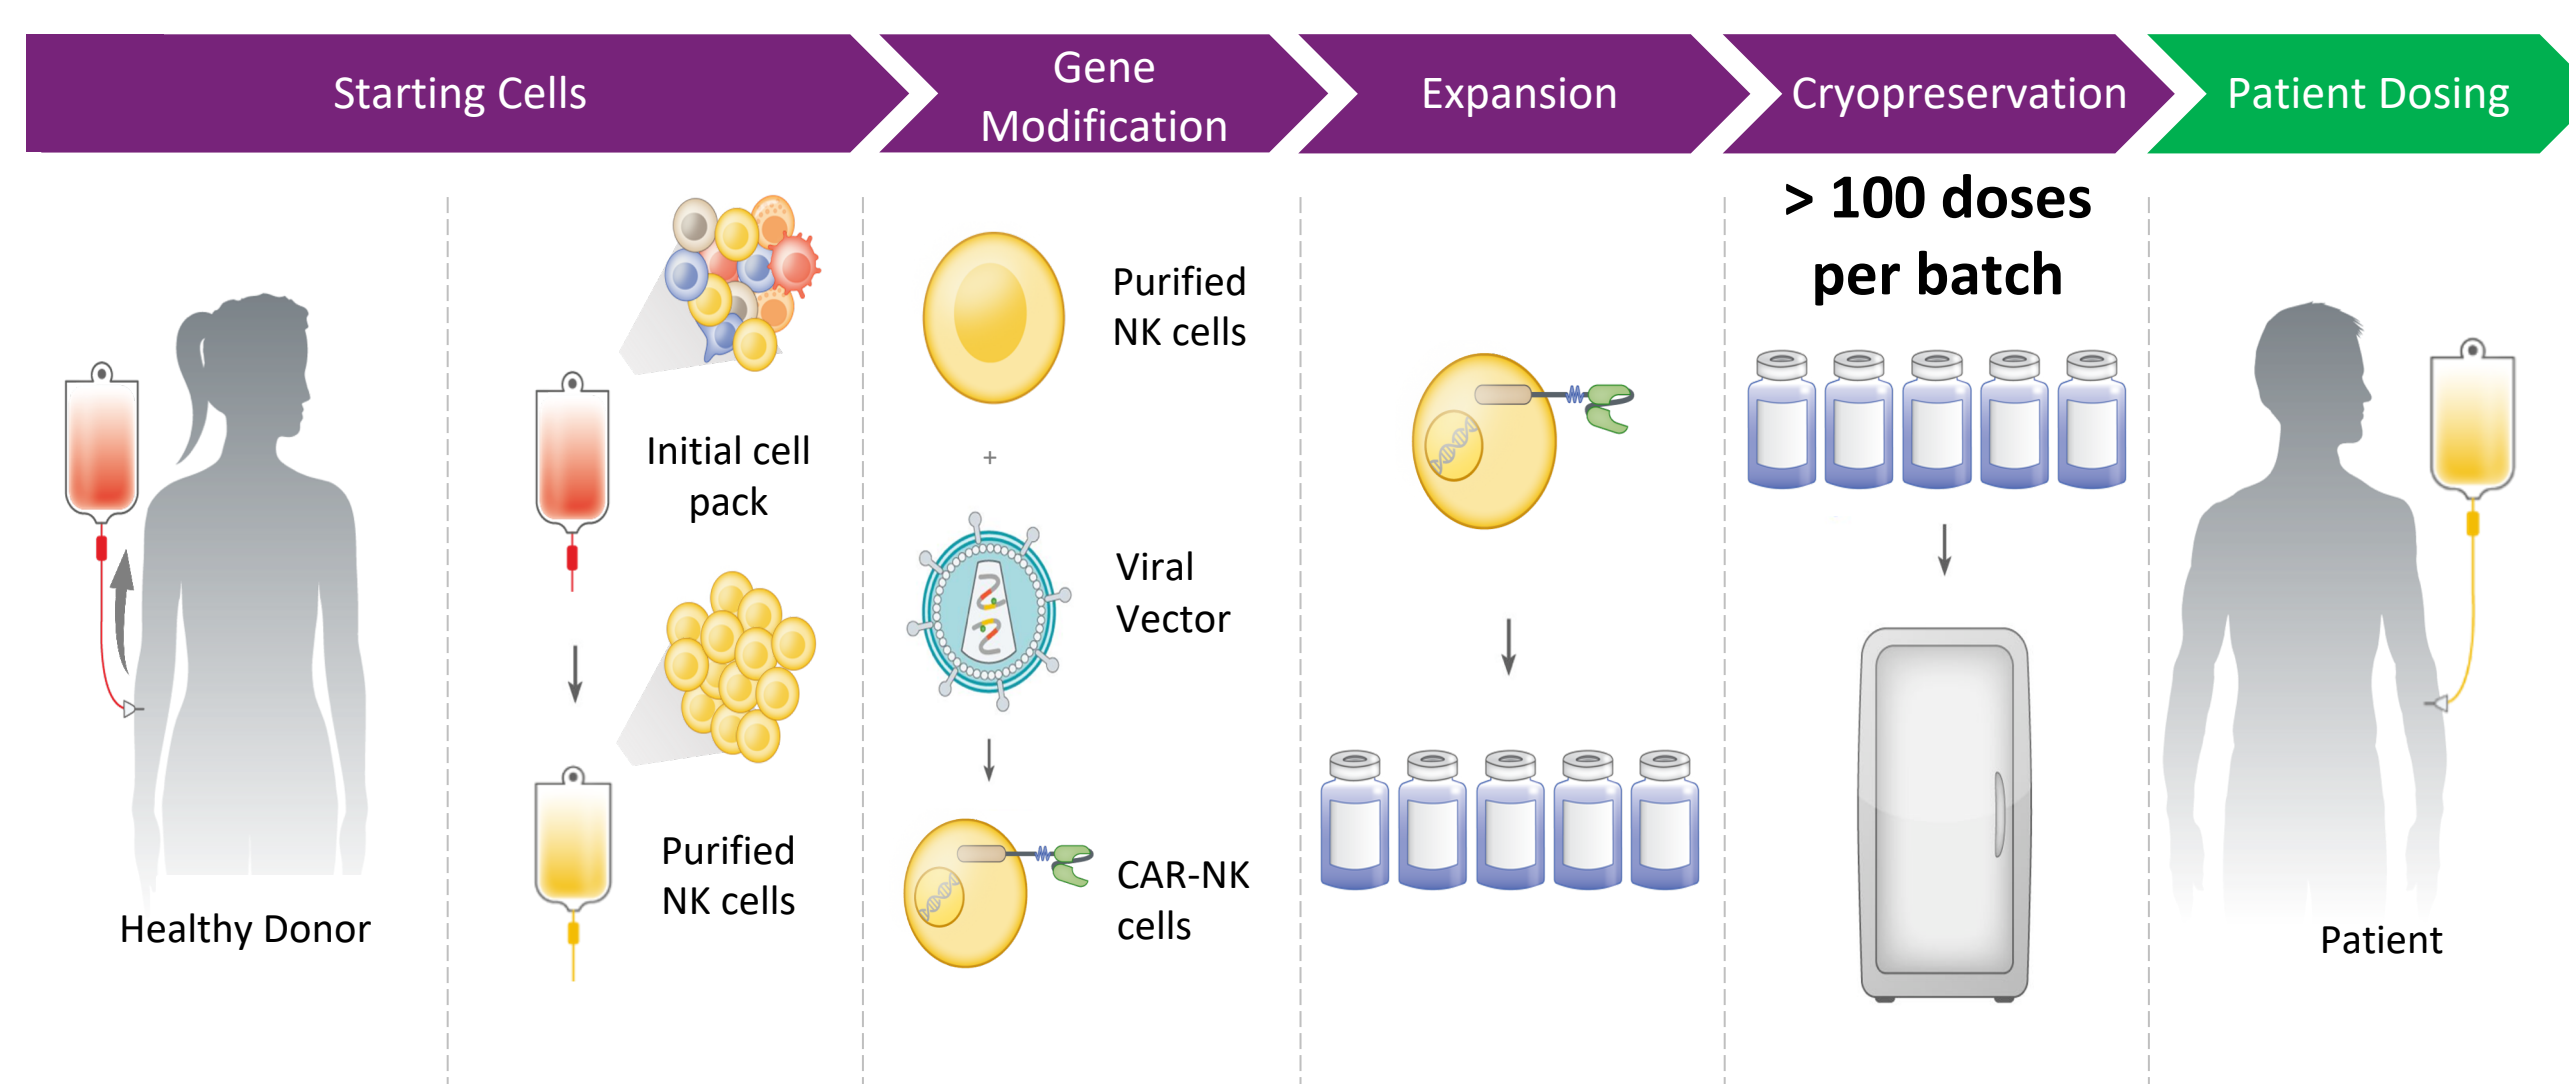 Starting Cells
Gene
Modification
Expansion
Cryopreservation
Patient Dosing
Healthy Donor
Initial cell
pack
Purified
NK cells
Purified
NK cells
+
Viral
Vector
CAR-NK
cells
> 100 doses
per batch
Patient